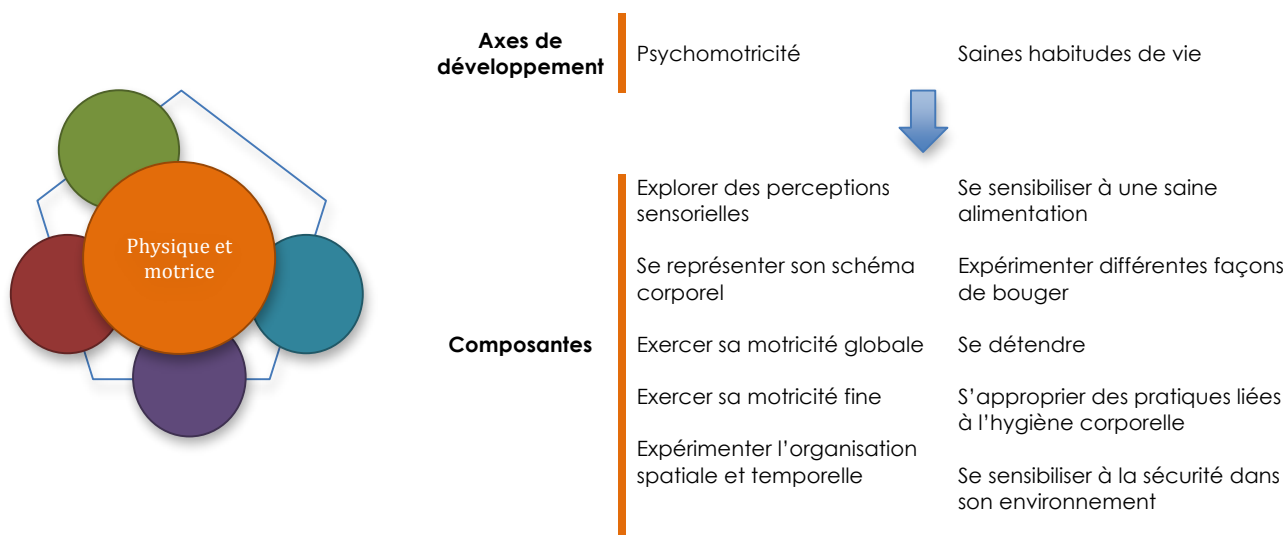 Axes de
développement
Psychomotricité
Saines habitudes de vie
Physique et
motrice
Composantes
Explorer des perceptions
sensorielles
Se représenter son schéma
corporel
Exercer sa motricité globale
Exercer sa motricité fine
Expérimenter l’organisation
spatiale et temporelle
Se sensibiliser à une saine
alimentation
Expérimenter différentes façons
de bouger
Se détendre
S’approprier des pratiques liées
à l’hygiène corporelle
Se sensibiliser à la sécurité dans
son environnement